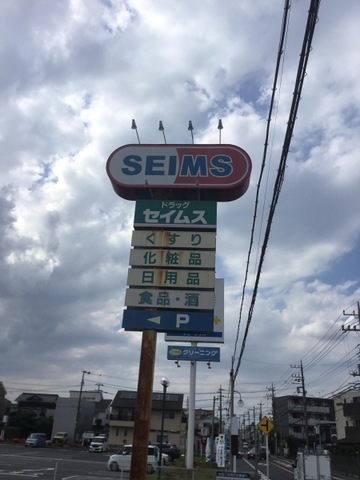 SEIMS
ドラッグ
セイムス
くすり
化粧品
日用品
食品・酒
◀ P
クリーニング